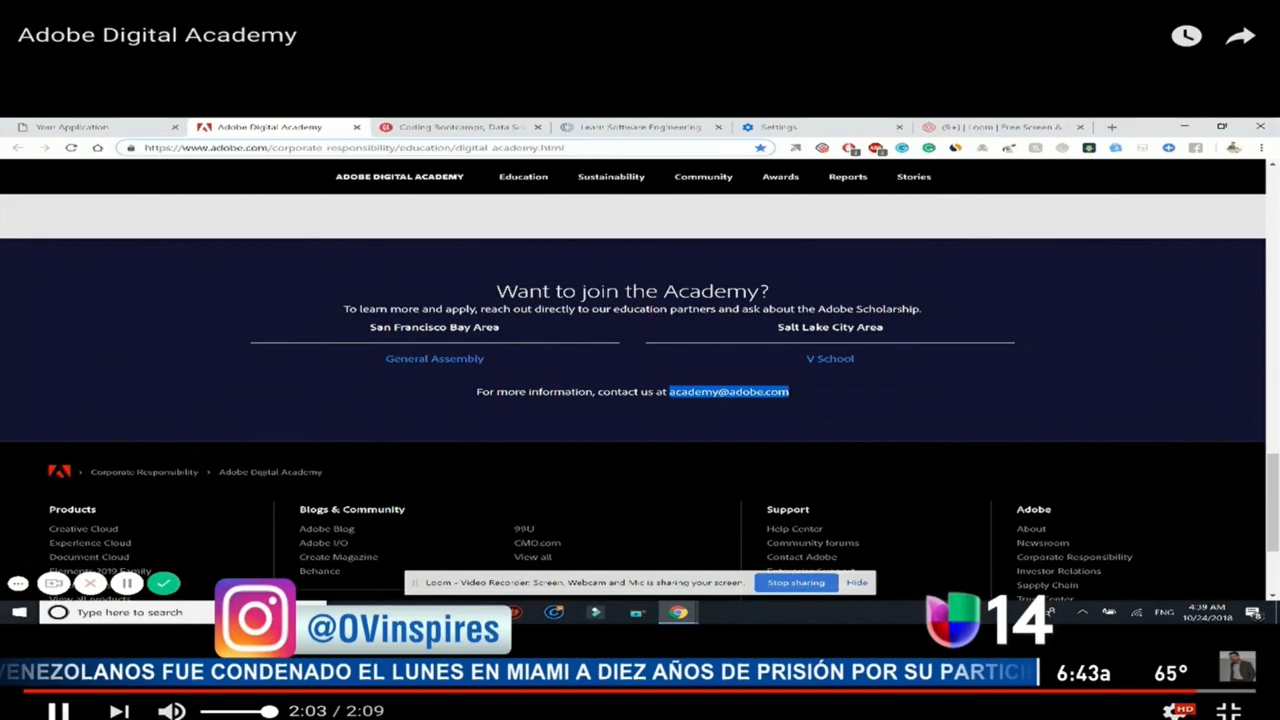 Adobe Digital Academy
Your Application
Adobe Digital Academy
Coding Bootcamps, Data Sc
Learn Software Engineering
Settings
(9+) | Loom | Free Screen &
https://www.adobe.com/corporate-responsibility/education/digital-academy.html
ADOBE DIGITAL ACADEMY Education Sustainability Community Awards Reports Stories
Want to join the Academy?
To learn more and apply, reach out directly to our education partners and ask about the Adobe Scholarship.
San Francisco Bay Area
Salt Lake City Area
General Assembly
V School
For more information, contact us at academy@adobe.com
Corporate Responsibility > Adobe Digital Academy
Products
Creative Cloud
Experience Cloud
Document Cloud
Elements 2019 Family
View all products
Blogs & Community
Adobe Blog
Adobe I/O
Create Magazine
Behance
99U
CMO.com
View all
Support
Help Center
Community forums
Contact Adobe
Adobe
About
Newsroom
Corporate Responsibility
Investor Relations
Supply Chain
Loom – Video Recorder: Screen, Webcam and Mic is sharing your screen.
Stop sharing
Hide
Type here to search
ENG
4:39 AM
10/24/2018
@OVinspires
14
VENEZOLANOS FUE CONDENADO EL LUNES EN MIAMI A DIEZ AÑOS DE PRISIÓN POR SU PARTICI
6:43a 65°
2:03 / 2:09
HD